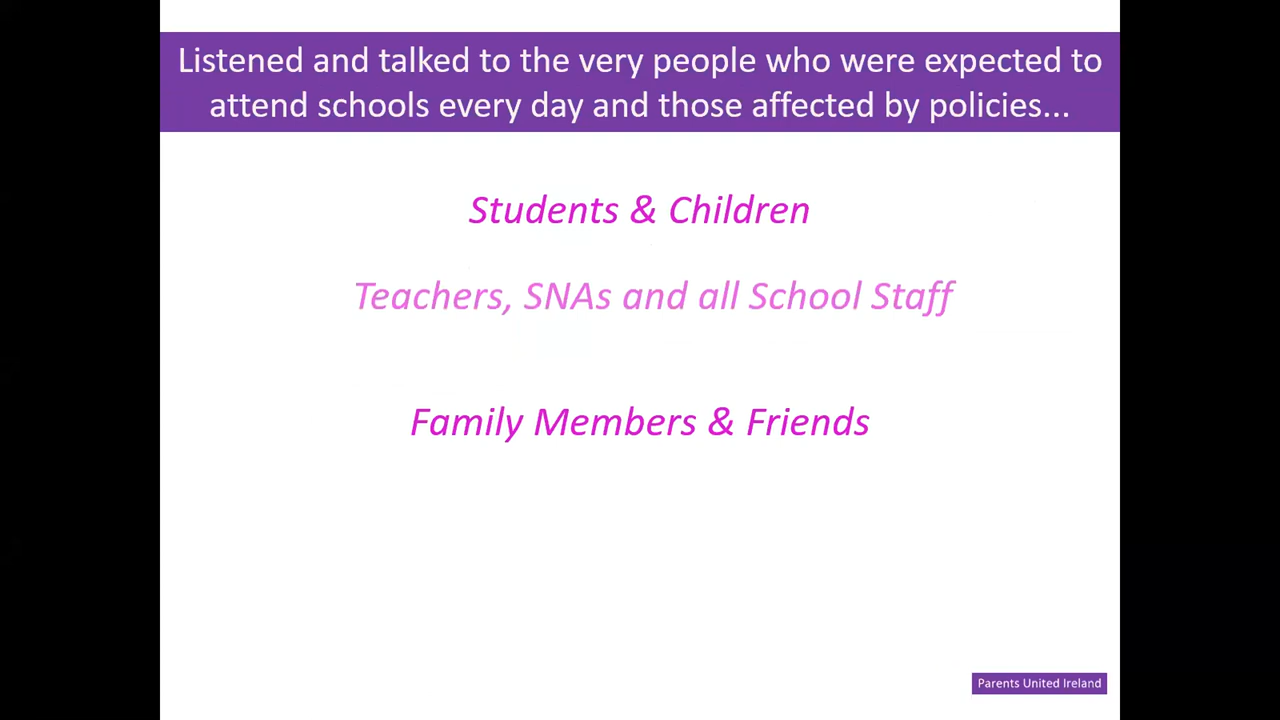 Listened and talked to the very people who were expected to
attend schools every day and those affected by policies...
Students & Children
Teachers, SNAs and all School Staff
Family Members & Friends
Parents United Ireland